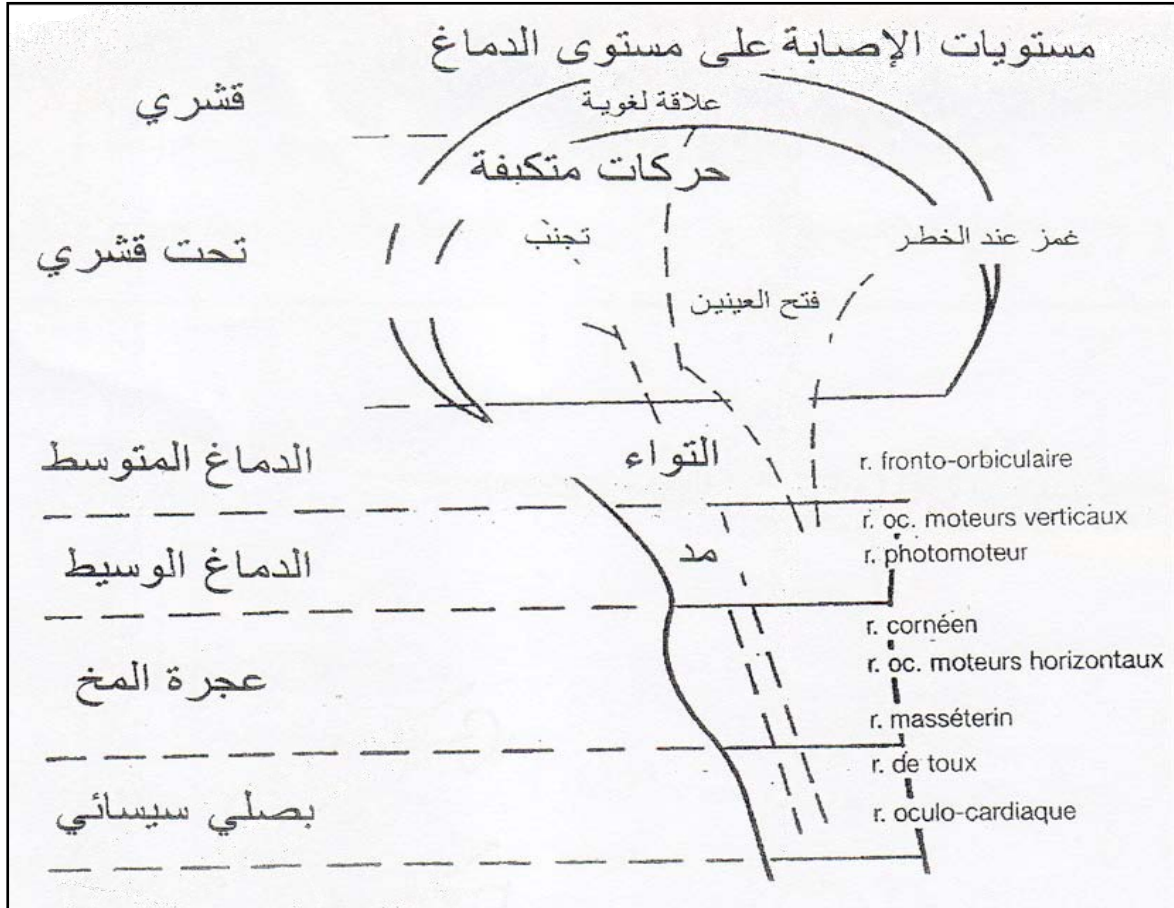 مستويات الإصابة على مستوى الدماغ
قشري
علاقة لغوية
حركات متكبفة
تحت قشري
تجنب
غمز عند الخطر
فتح العينين
الدماغ المتوسط
التواء
r. fronto-orbiculaire
r. oc. moteurs verticaux
الدماغ الوسيط
مد
r. photomoteur
r. cornéen
عجرة المخ
r. oc. moteurs horizontaux
r. masséterin
r. de toux
بصلي سيسائي
r. oculo-cardiaque